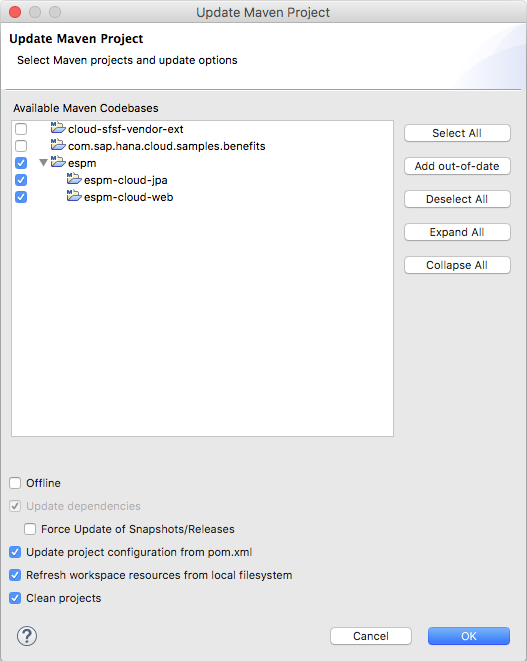 Update Maven Project
Update Maven Project
Select Maven projects and update options
Available Maven Codebases
cloud-sfsf-vendor-ext
com.sap.hana.cloud.samples.benefits
espm
espm-cloud-jpa
espm-cloud-web
Select All
Add out-of-date
Deselect All
Expand All
Collapse All
Offline
Update dependencies
Force Update of Snapshots/Releases
Update project configuration from pom.xml
Refresh workspace resources from local filesystem
Clean projects
?
Cancel
OK